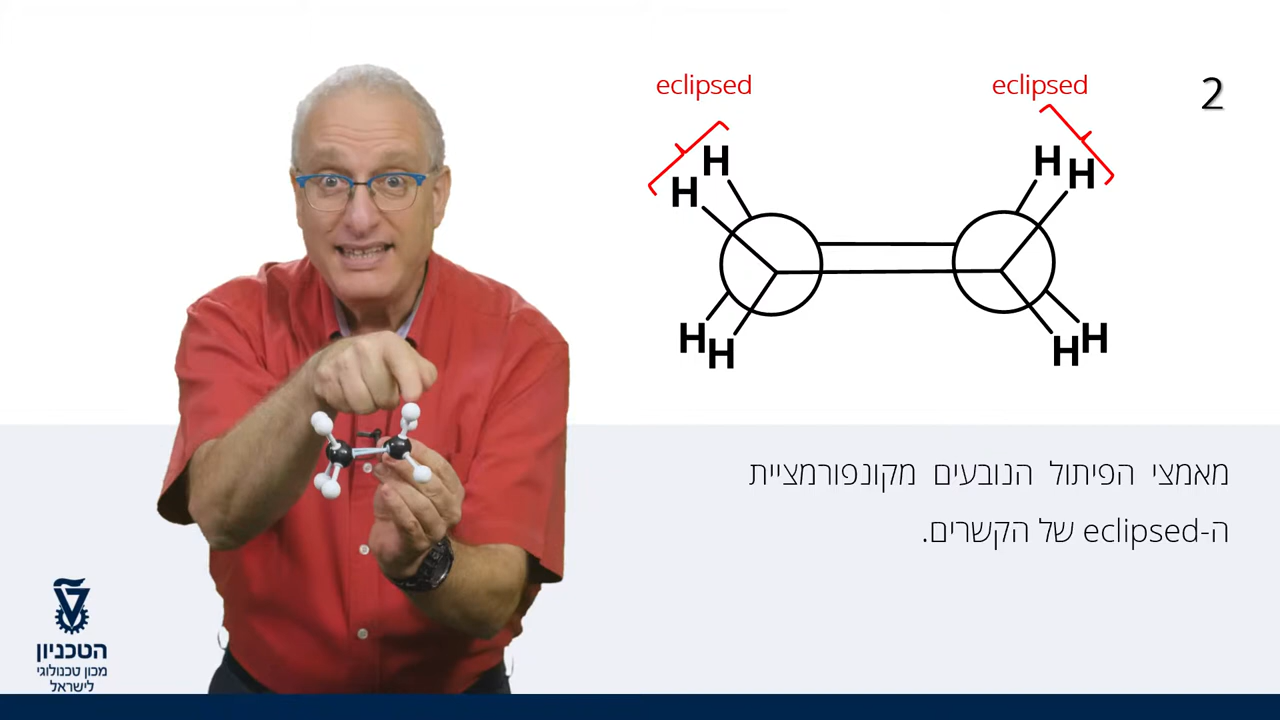 eclipsed
eclipsed
2
H
H
H
H
H
H
H
H
מאמצי הפיתול הנובעים מקונפורמציית
ה-eclipsed של הקשרים.
הטכניון
מכון טכנולוגי
לישראל